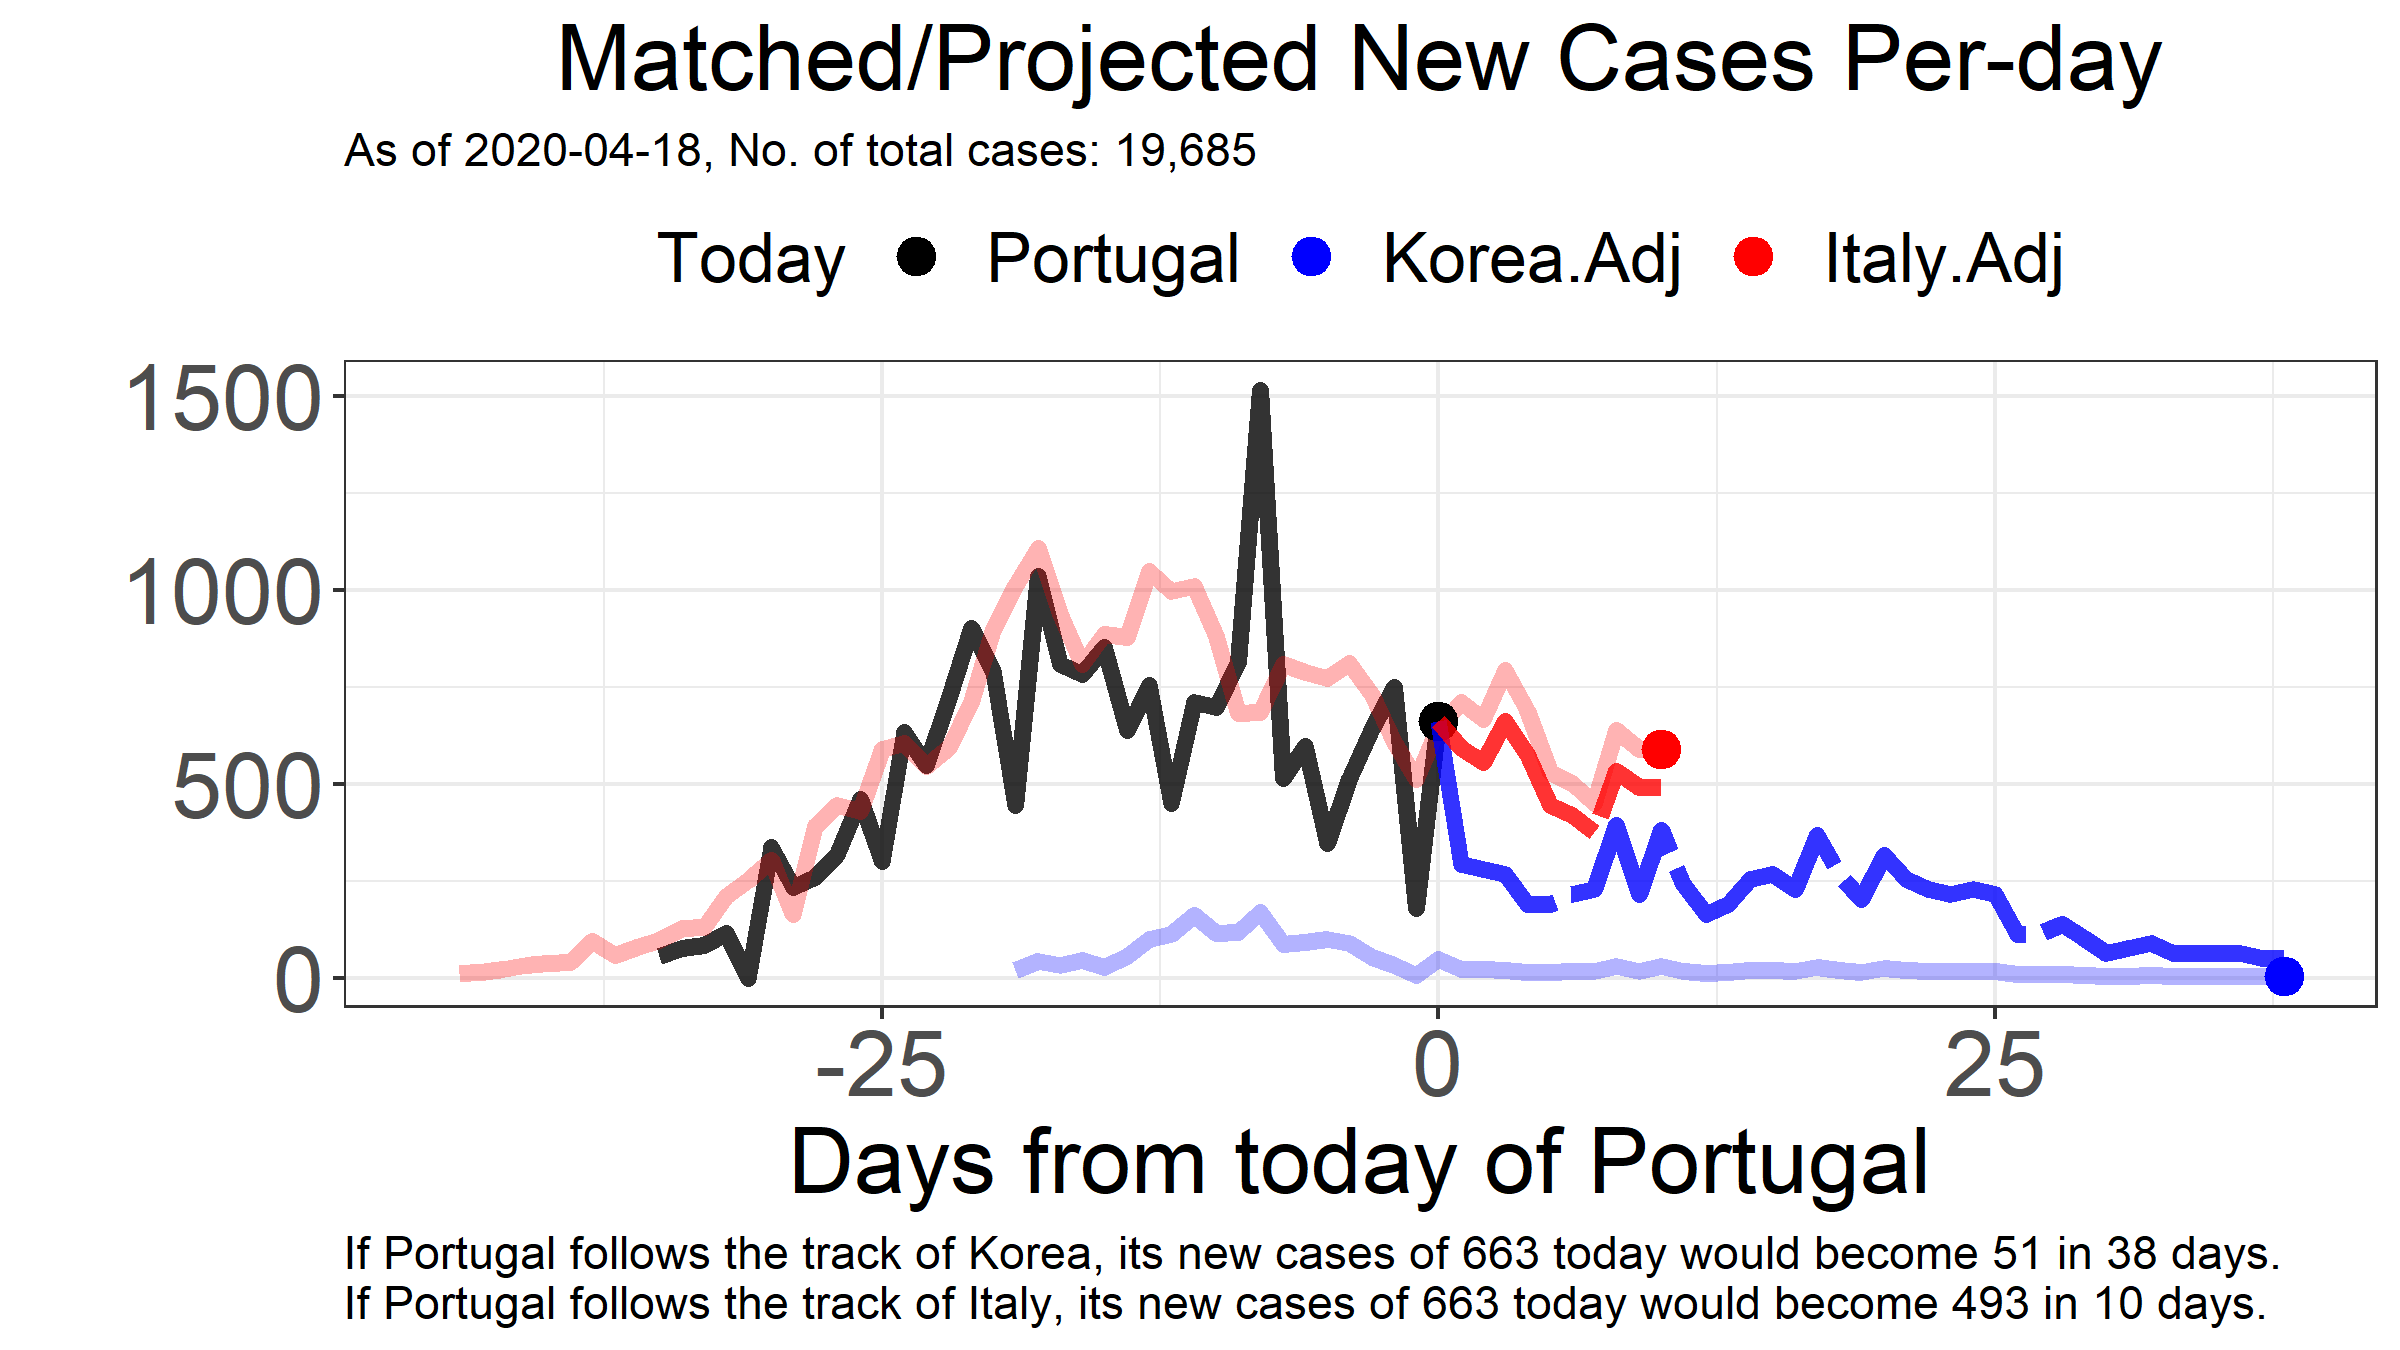 Matched/Projected New Cases Per-day
As of 2020-04-18, No. of total cases: 19,685
Today Portugal Korea.Adj Italy.Adj
1500
1000
500
0
-25 0 25
Days from today of Portugal
If Portugal follows the track of Korea, its new cases of 663 today would become 51 in 38 days.
If Portugal follows the track of Italy, its new cases of 663 today would become 493 in 10 days.